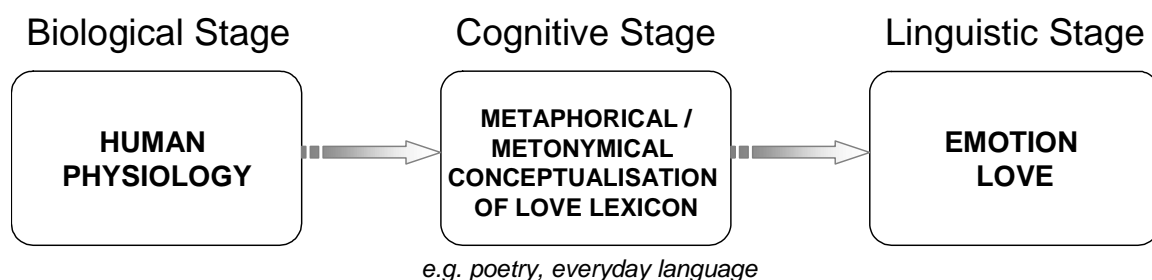 Biological Stage
Cognitive Stage
Linguistic Stage
HUMAN
PHYSIOLOGY
METAPHORICAL /
METONYMICAL
CONCEPTUALISATION
OF LOVE LEXICON
EMOTION
LOVE
e.g. poetry, everyday language